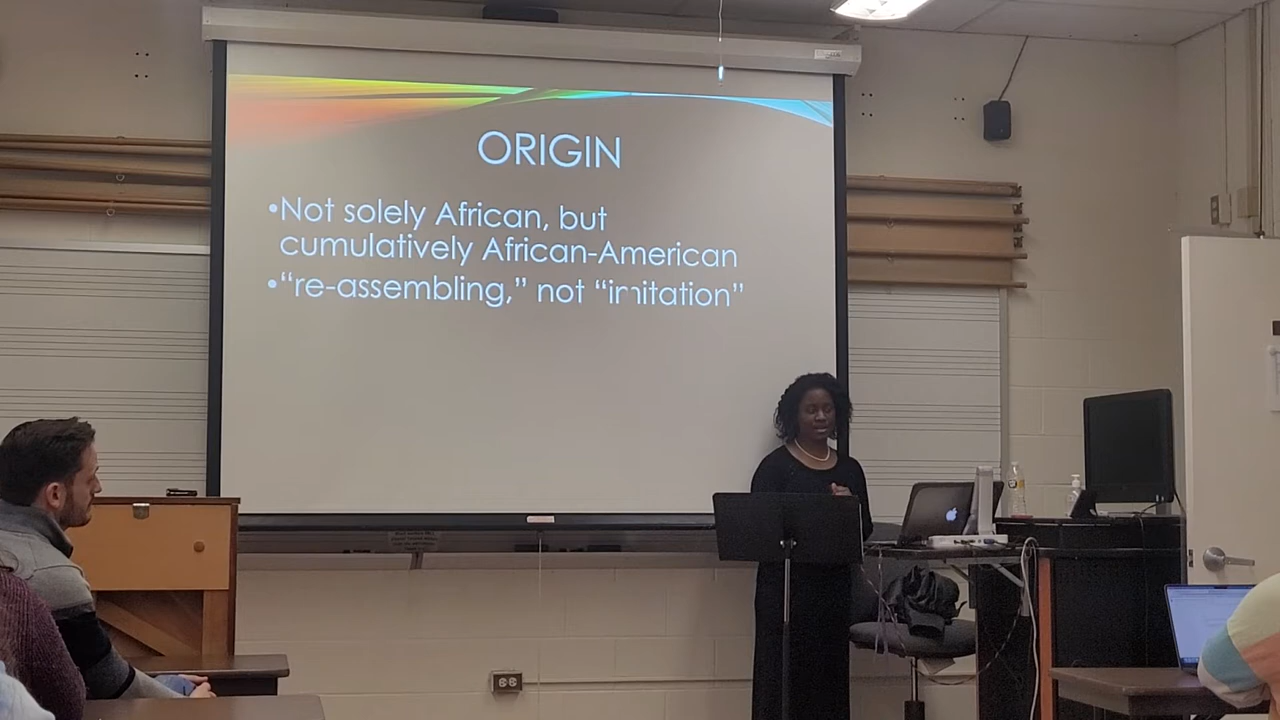 ORIGIN
•Not solely African, but
cumulatively African-American
•“re-assembling,” not “imitation”